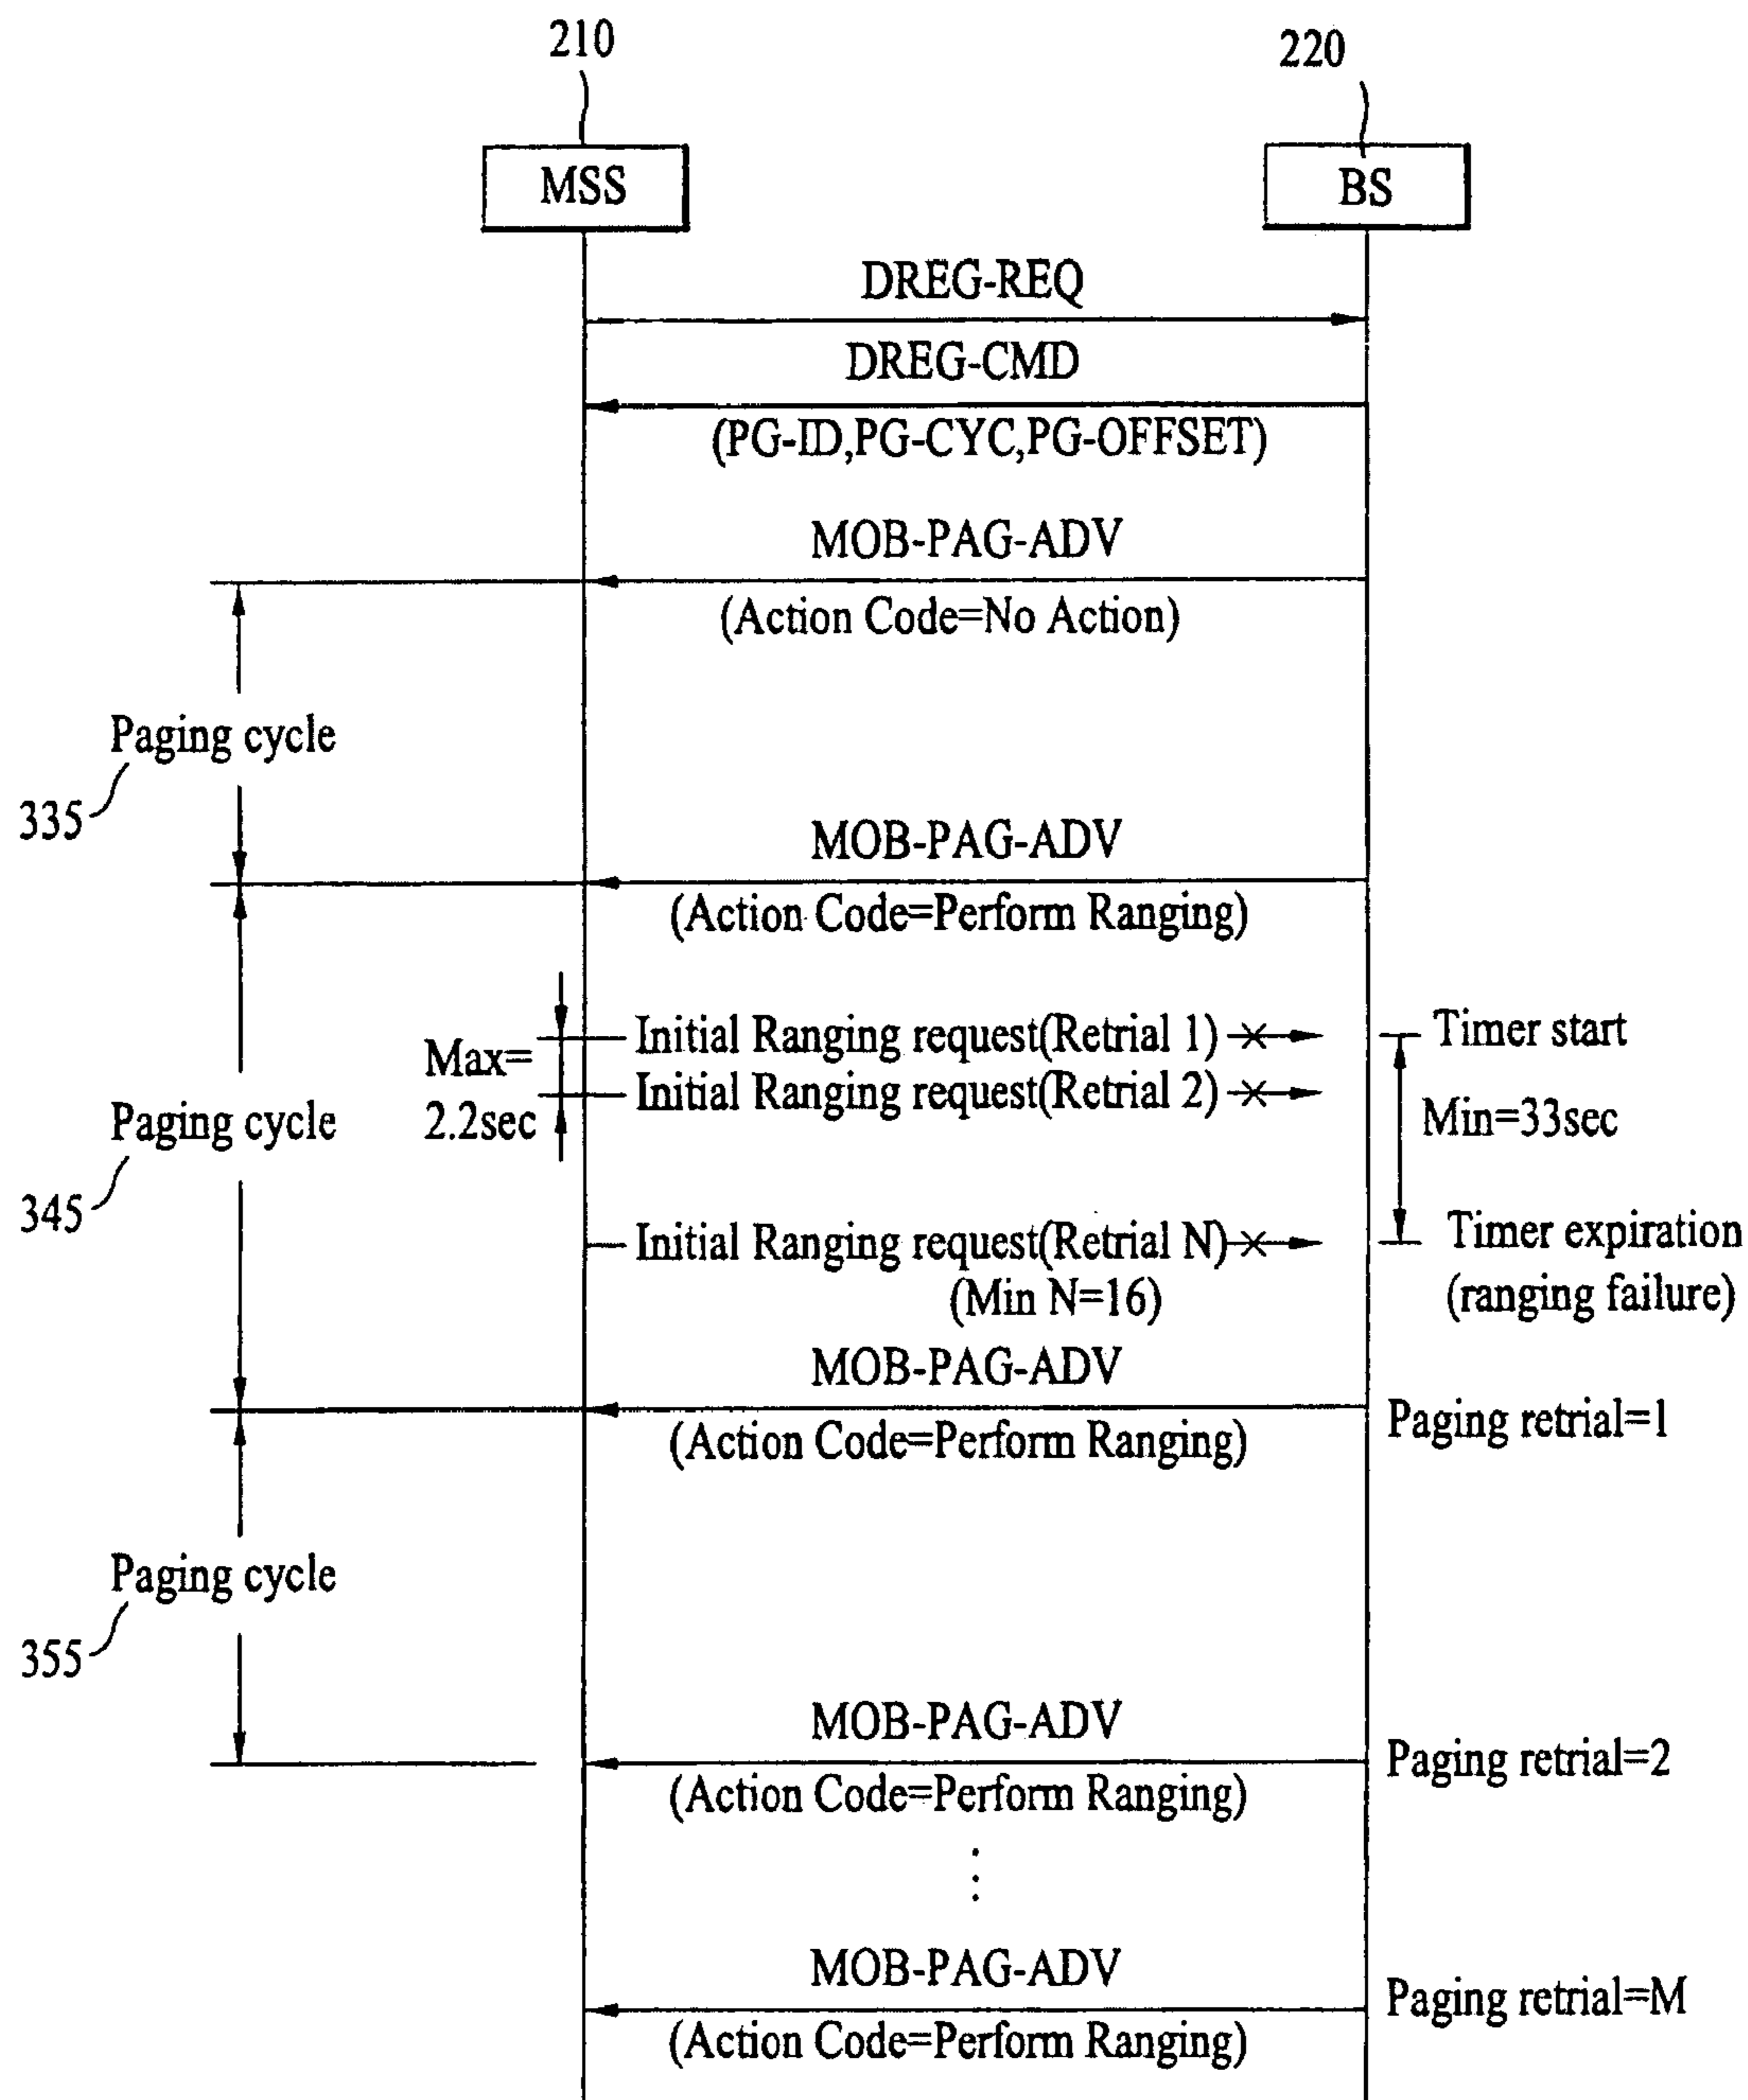 210
220
MSS
BS
DREG-REQ
DREG-CMD
(PG-ID,PG-CYC,PG-OFFSET)
MOB-PAG-ADV
(Action Code=No Action)
Paging cycle
335
MOB-PAG-ADV
(Action Code=Perform Ranging)
Max=
2.2sec
Initial Ranging request(Retrial 1)
Timer start
Initial Ranging request(Retrial 2)
Min=33sec
Paging cycle
345
Initial Ranging request(Retrial N)
(Min N=16)
Timer expiration
(ranging failure)
MOB-PAG-ADV
(Action Code=Perform Ranging)
Paging retrial=1
Paging cycle
355
MOB-PAG-ADV
(Action Code=Perform Ranging)
Paging retrial=2
MOB-PAG-ADV
(Action Code=Perform Ranging)
Paging retrial=M